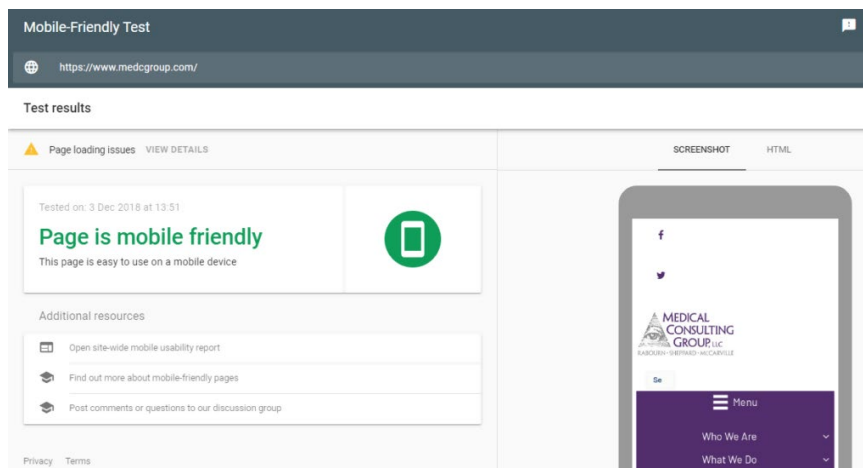 Mobile-Friendly Test
https://www.medcgroup.com/
Test results
Page loading issues VIEW DETAILS
SCREENSHOT HTML
Tested on: 3 Dec 2018 at 13:51
Page is mobile friendly
This page is easy to use on a mobile device
Additional resources
Open site-wide mobile usability report
Find out more about mobile-friendly pages
Post comments or questions to our discussion group
Privacy Terms
MEDICAL
CONSULTING
GROUP, LLC
RABOURN • SHEPPARD • MCCARVILLE
Se
Menu
Who We Are
What We Do